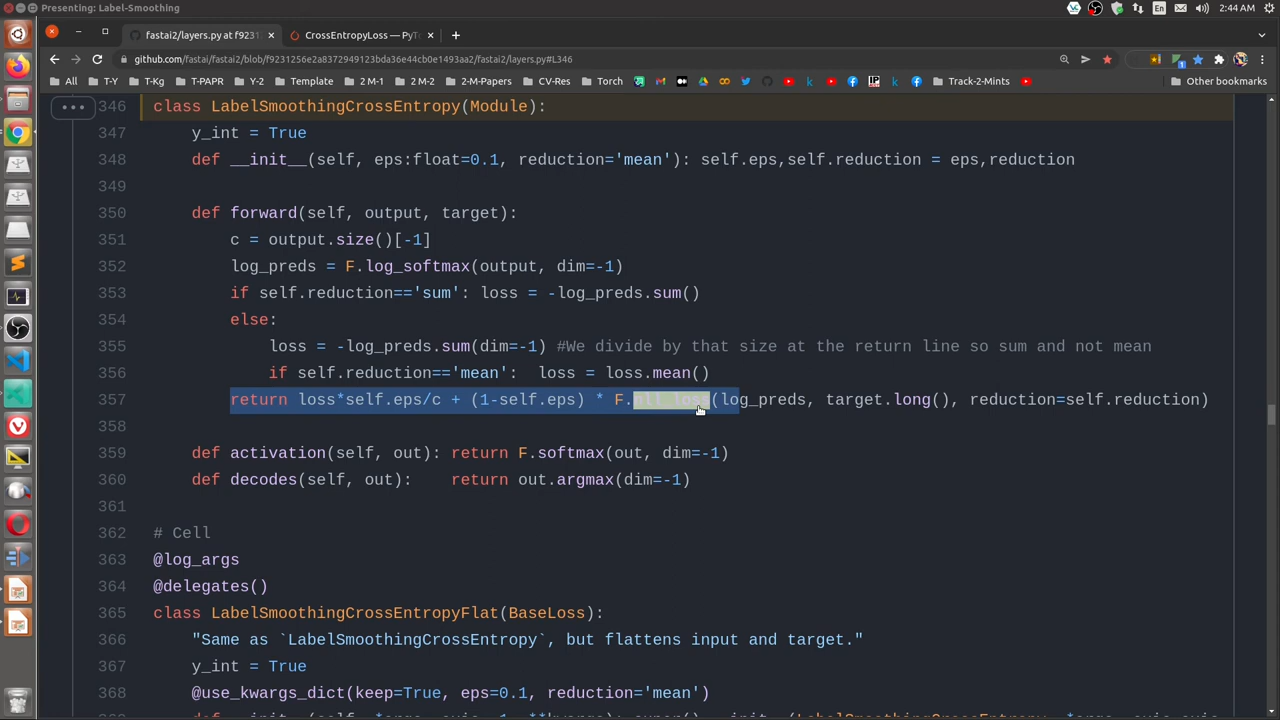 Presenting: Label-Smoothing
En
2:44 AM
fastai2/layers.py at f9231
CrossEntropyLoss — PyTo
github.com/fastai/fastai2/blob/f9231256e2a8372949123bda36e44cb0e1493aa2/fastai2/layers.py#L346
All
T-Y
T-Kg
T-PAPR
Y-2
Template
2 M-1
2 M-2
2-M-Papers
CV-Res
Torch
Track-2-Mints
Other bookmarks
346 class LabelSmoothingCrossEntropy(Module):
347 y_int = True
348 def __init__(self, eps:float=0.1, reduction='mean'): self.eps,self.reduction = eps,reduction
349
350 def forward(self, output, target):
351 c = output.size()[-1]
352 log_preds = F.log_softmax(output, dim=-1)
353 if self.reduction=='sum': loss = -log_preds.sum()
354 else:
355 loss = -log_preds.sum(dim=-1) #We divide by that size at the return line so sum and not mean
356 if self.reduction=='mean':  loss = loss.mean()
357 return loss*self.eps/c + (1-self.eps) * F.nll_loss(log_preds, target.long(), reduction=self.reduction)
358
359 def activation(self, out): return F.softmax(out, dim=-1)
360 def decodes(self, out):    return out.argmax(dim=-1)
361
362 # Cell
363 @log_args
364 @delegates()
365 class LabelSmoothingCrossEntropyFlat(BaseLoss):
366 "Same as `LabelSmoothingCrossEntropy`, but flattens input and target."
367 y_int = True
368 @use_kwargs_dict(keep=True, eps=0.1, reduction='mean')